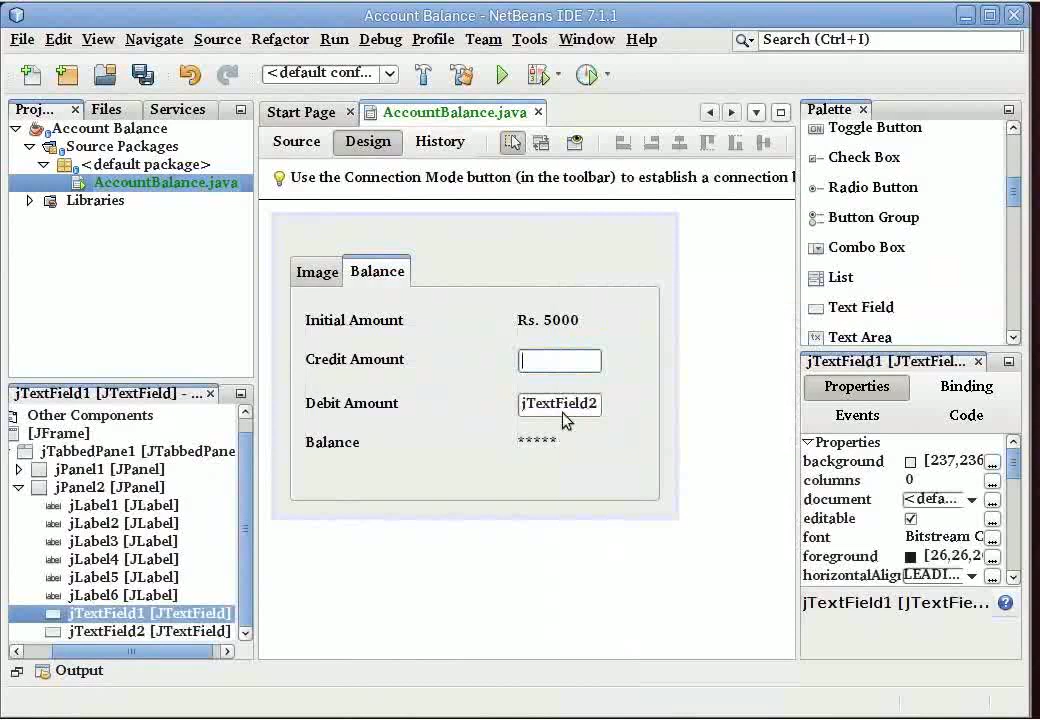 Account Balance - NetBeans IDE 7.1.1
File Edit View Navigate Source Refactor Run Debug Profile Team Tools Window Help
Search (Ctrl+I)
<default conf...
Proj... Files Services
Account Balance
Source Packages
<default package>
AccountBalance.java
Libraries
Start Page AccountBalance.java
Source Design History
Use the Connection Mode button (in the toolbar) to establish a connection
Image Balance
Initial Amount Rs. 5000
Credit Amount
Debit Amount jTextField2
Balance *****
Palette
Toggle Button
Check Box
Radio Button
Button Group
Combo Box
List
Text Field
Text Area
jTextField1 [JTextField] - ...
Other Components
[JFrame]
jTabbedPane1 [JTabbedPane
jPanel1 [JPanel]
jPanel2 [JPanel]
label jLabel1 [JLabel]
label jLabel2 [JLabel]
label jLabel3 [JLabel]
label jLabel4 [JLabel]
label jLabel5 [JLabel]
label jLabel6 [JLabel]
jTextField1 [JTextField]
jTextField2 [JTextField]
jTextField1 [JTextFiel...
Properties Binding
Events Code
Properties
background [237,236 ...
columns 0 ...
document <defa... ...
editable ...
font Bitstream C ...
foreground [26,26,2 ...
horizontalAlign LEADI... ...
jTextField1 [JTextFie...
Output